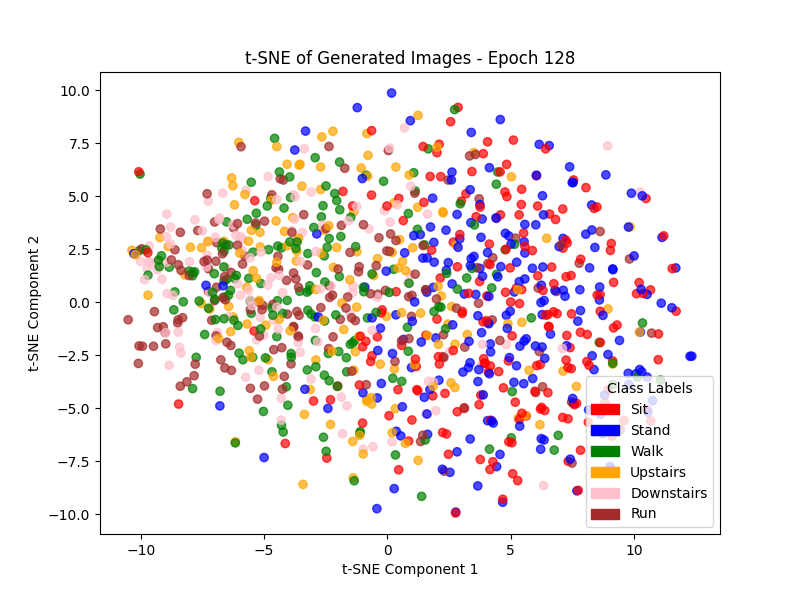 t-SNE of Generated Images - Epoch 128
t-SNE Component 2
10.0
7.5
5.0
2.5
0.0
−2.5
−5.0
−7.5
−10.0
Class Labels
Sit
Stand
Walk
Upstairs
Downstairs
Run
−10
−5
0
5
10
t-SNE Component 1